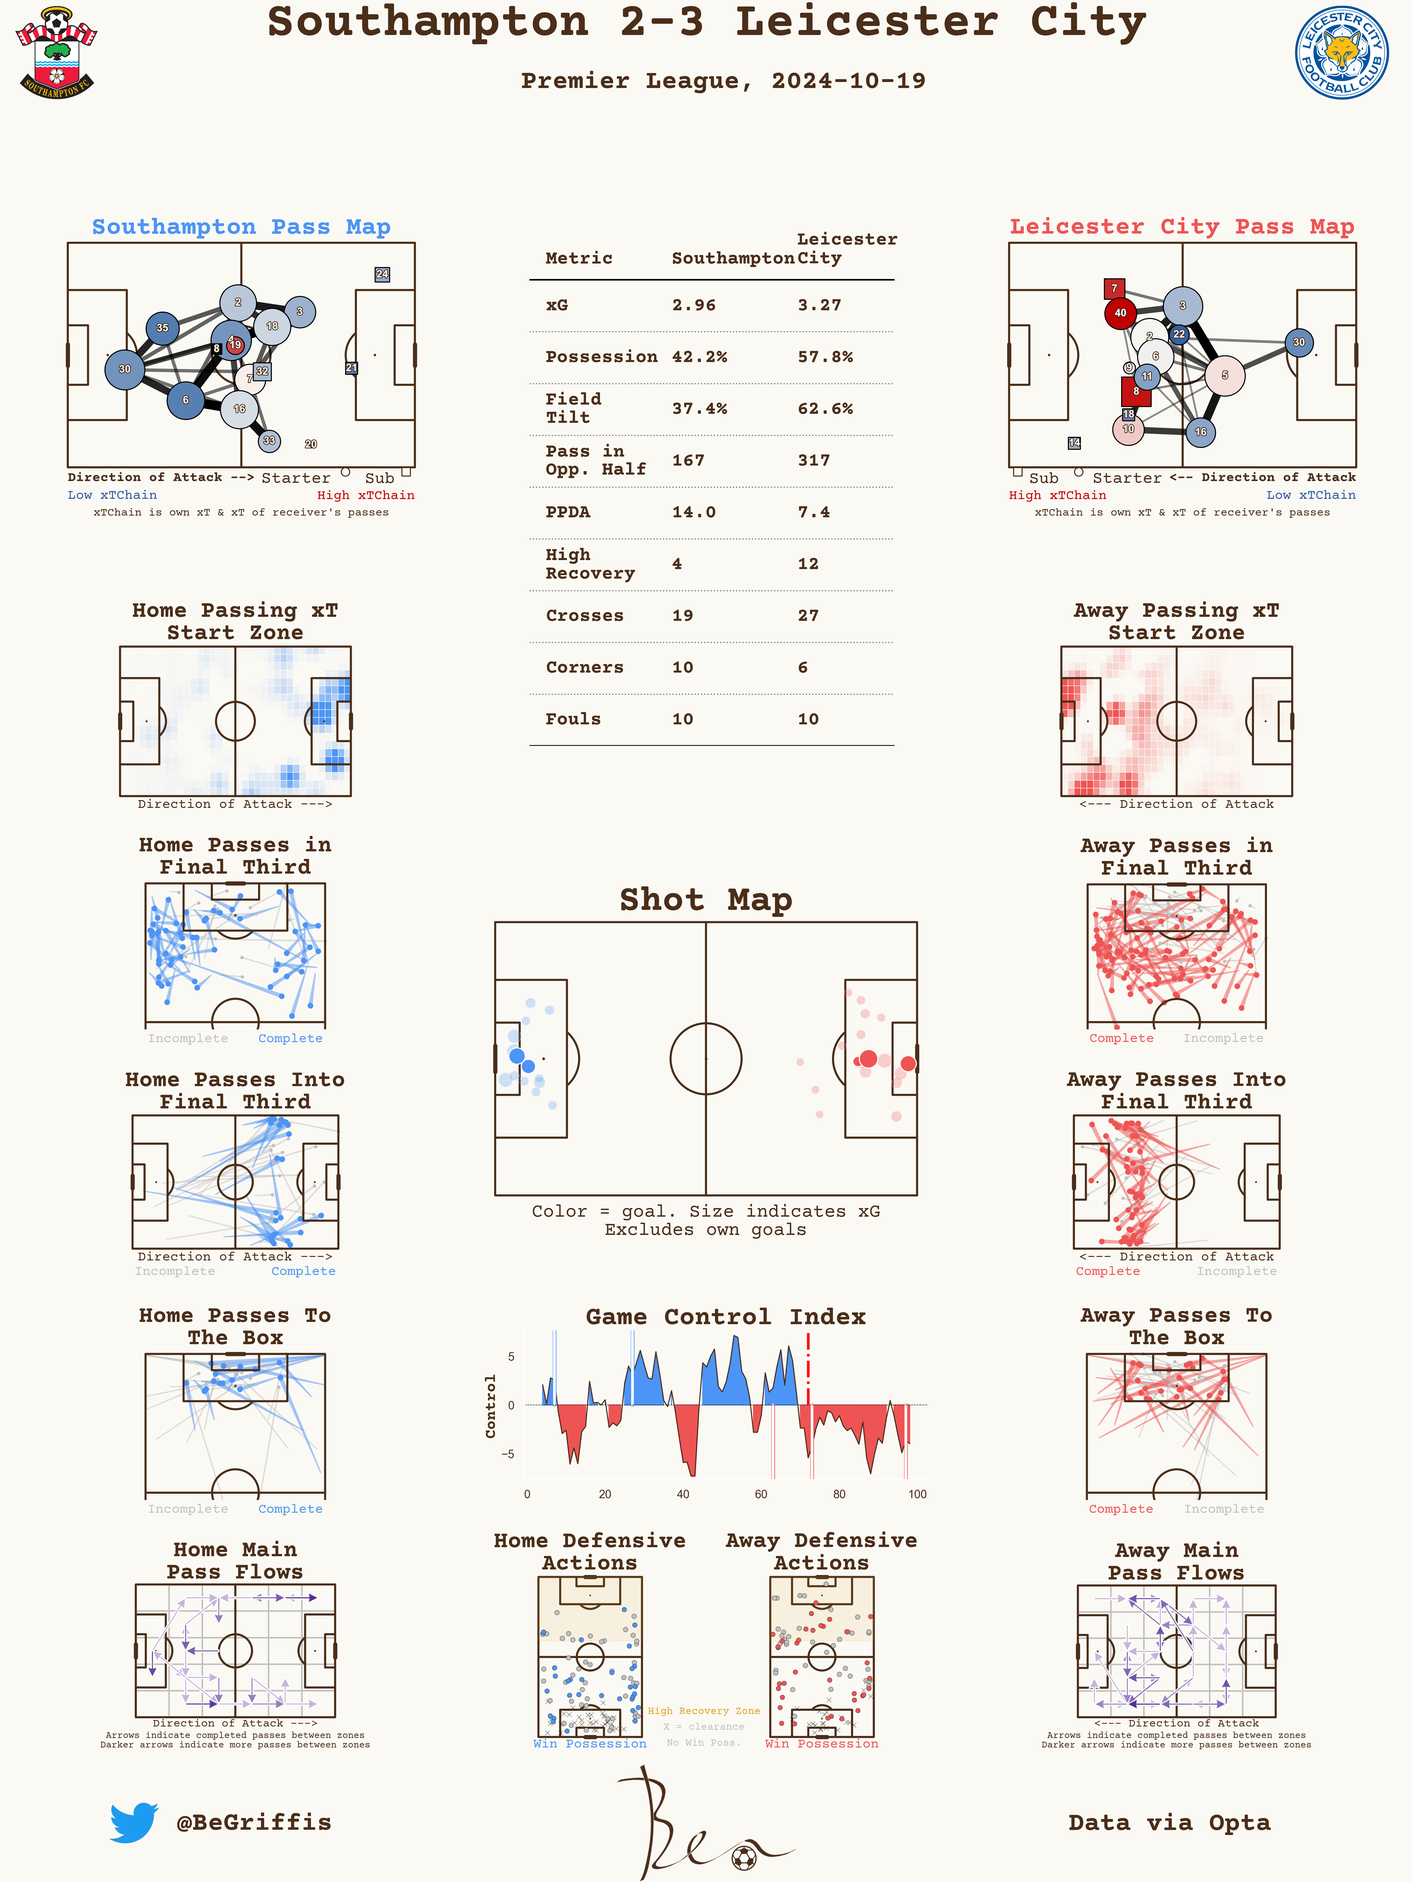 Southampton 2-3 Leicester City
Premier League, 2024-10-19
SOUTHAMPTON FC
LEICESTER CITY
FOOTBALL CLUB
Southampton Pass Map
24
2
3
18
35
4
19
8
21
30
32
7
6
16
33
20
Direction of Attack --> Starter Sub
Low xTChain High xTChain
xTChain is own xT & xT of receiver's passes
Metric Southampton Leicester City
xG 2.96 3.27
Possession 42.2% 57.8%
Field Tilt 37.4% 62.6%
Pass in Opp. Half 167 317
PPDA 14.0 7.4
High Recovery 4 12
Crosses 19 27
Corners 10 6
Fouls 10 10
Leicester City Pass Map
7
3
40
2
22
30
6
9
11
5
8
18
10
16
14
Sub Starter <-- Direction of Attack
High xTChain Low xTChain
xTChain is own xT & xT of receiver's passes
Home Passing xT
Start Zone
Direction of Attack --->
Away Passing xT
Start Zone
<--- Direction of Attack
Home Passes in
Final Third
Incomplete Complete
Away Passes in
Final Third
Complete Incomplete
Shot Map
Color = goal. Size indicates xG
Excludes own goals
Home Passes Into
Final Third
Direction of Attack --->
Incomplete Complete
Away Passes Into
Final Third
<--- Direction of Attack
Complete Incomplete
Home Passes To
The Box
Incomplete Complete
Game Control Index
Control
5
0
−5
0 20 40 60 80 100
Away Passes To
The Box
Complete Incomplete
Home Main
Pass Flows
Direction of Attack --->
Arrows indicate completed passes between zones
Darker arrows indicate more passes between zones
Home Defensive
Actions
Win Possession
Away Defensive
Actions
Win Possession
High Recovery Zone
X = clearance
No Win Poss.
Away Main
Pass Flows
<--- Direction of Attack
Arrows indicate completed passes between zones
Darker arrows indicate more passes between zones
@BeGriffis
Ben
Data via Opta